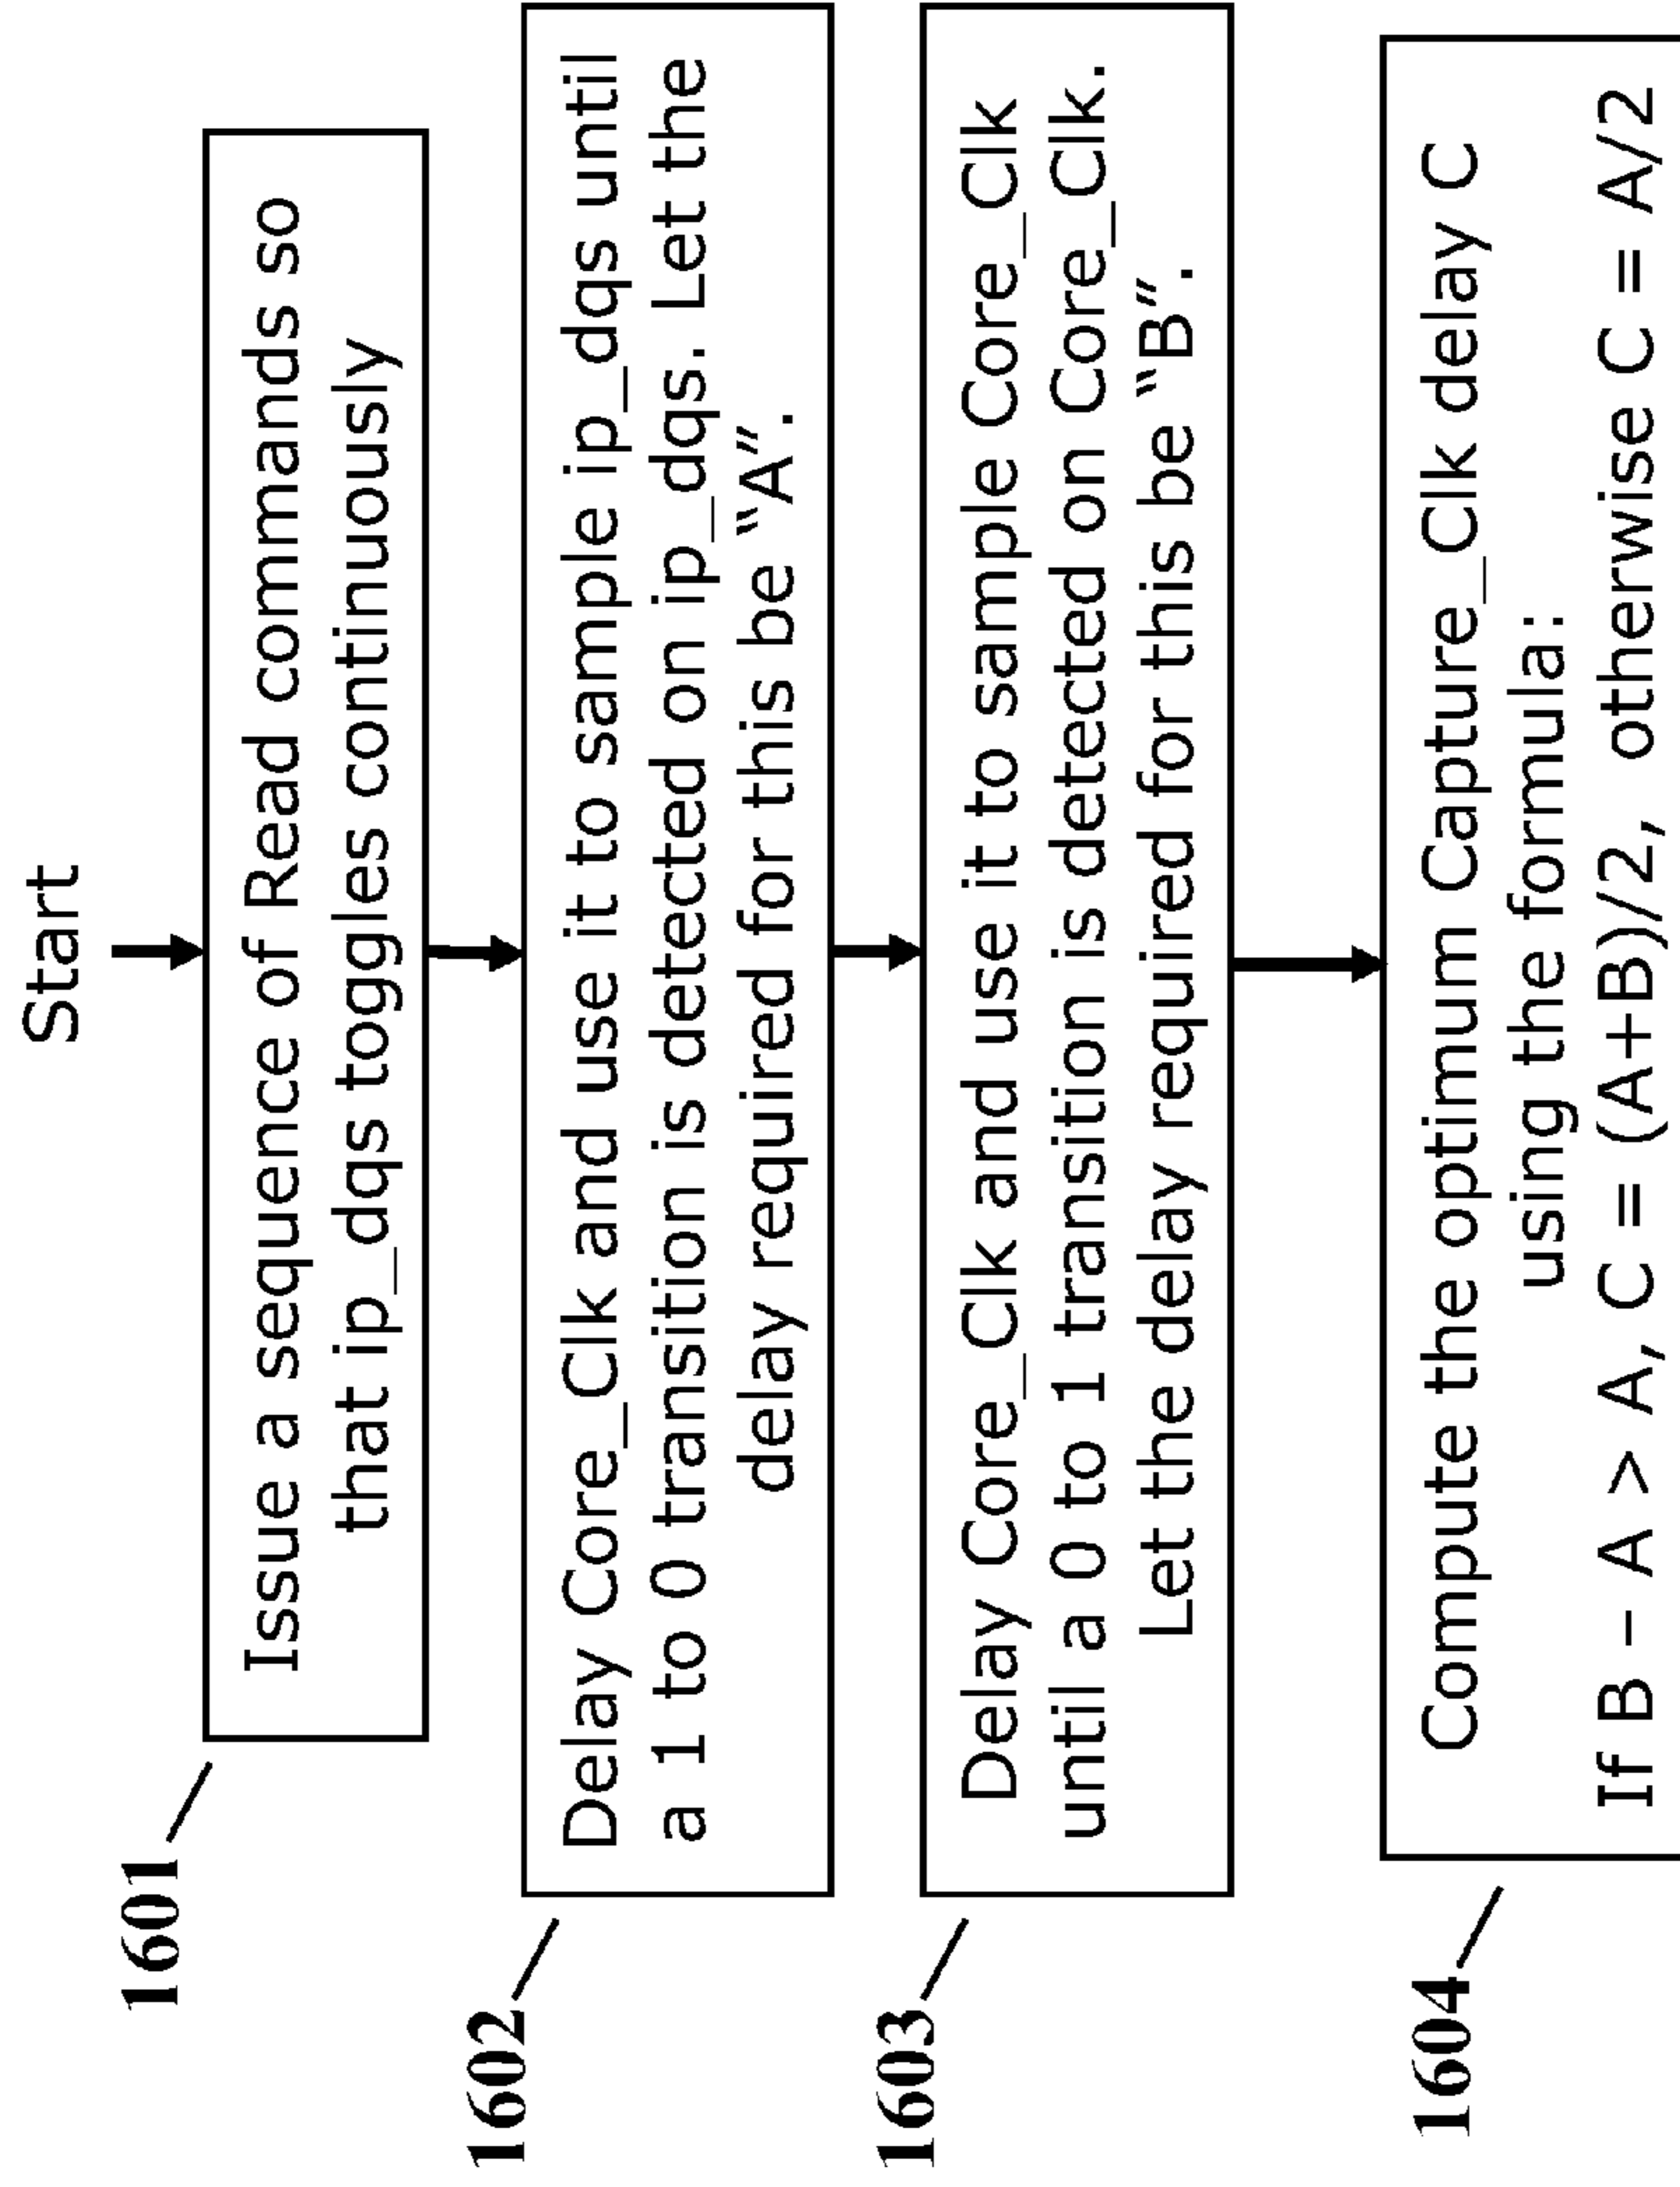 Start
1601
Issue a sequence of Read commands so
that ip_dqs toggles continuously
1602
Delay Core_Clk and use it to sample ip_dqs until
a 1 to 0 transition is detected on ip_dqs. Let the
delay required for this be “A”.
1603
Delay Core_Clk and use it to sample Core_Clk
until a 0 to 1 transition is detected on Core_Clk.
Let the delay required for this be “B”.
1604
Compute the optimum Capture_Clk delay C
using the formula:
If B – A > A, C = (A+B)/2, otherwise C = A/2